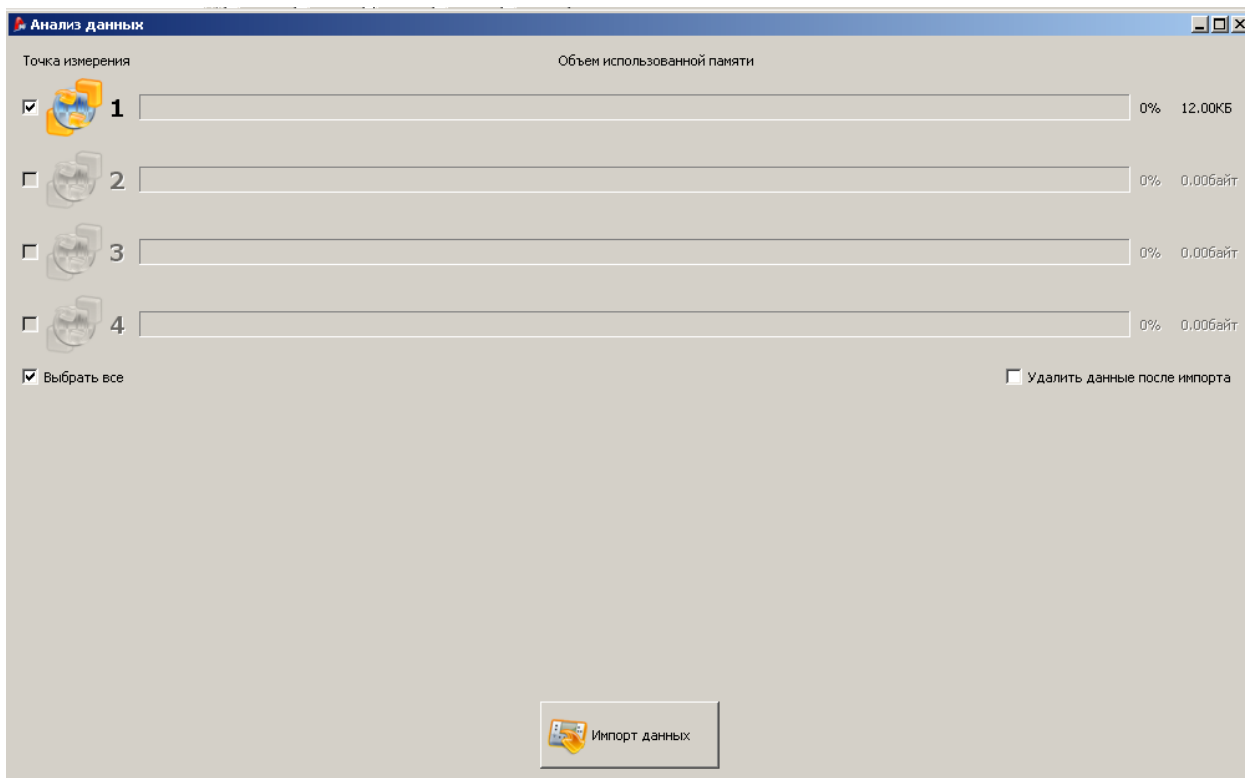 Анализ данных
Точка измерения Объем использованной памяти
1 0% 12.00КБ
2 0% 0.00байт
3 0% 0.00байт
4 0% 0.00байт
Выбрать все Удалить данные после импорта
Импорт данных